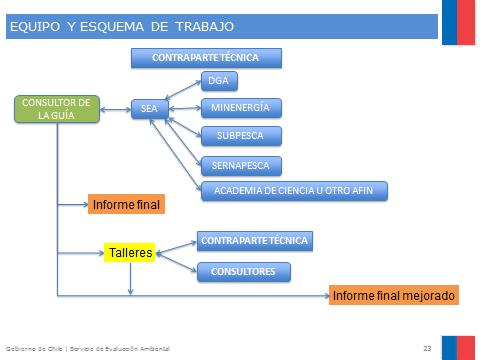 EQUIPO Y ESQUEMA DE TRABAJO
CONTRAPARTE TÉCNICA
DGA
CONSULTOR DE
LA GUÍA
SEA
MINENERGÍA
SUBPESCA
SERNAPESCA
ACADEMIA DE CIENCIA U OTRO AFIN
Informe final
CONTRAPARTE TÉCNICA
Talleres
CONSULTORES
Informe final mejorado
Gobierno de Chile | Servicio de Evaluación Ambiental
23